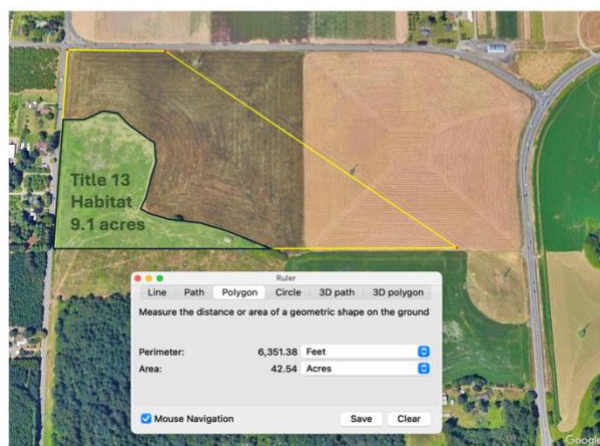 Title 13
Habitat
9.1 acres
Ruler
Line Path Polygon Circle 3D path 3D polygon
Measure the distance or area of a geometric shape on the ground
Perimeter: 6,351.38 Feet
Area: 42.54 Acres
Mouse Navigation Save Clear
Google